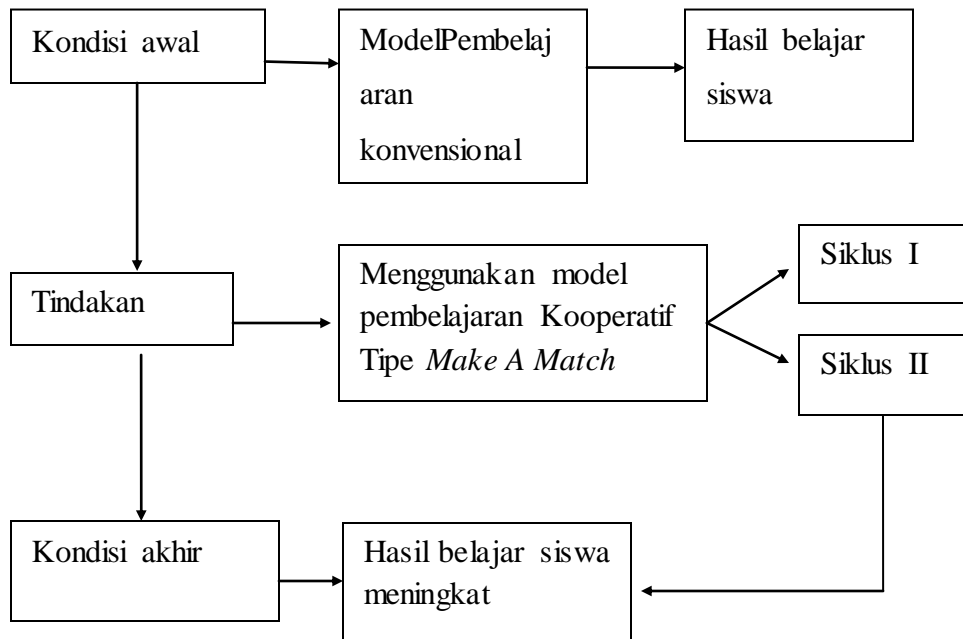 Kondisi awal
ModelPembelaj
aran
konvensional
Hasil belajar
siswa
Tindakan
Menggunakan model
pembelajaran Kooperatif
Tipe Make A Match
Siklus I
Siklus II
Kondisi akhir
Hasil belajar siswa
meningkat